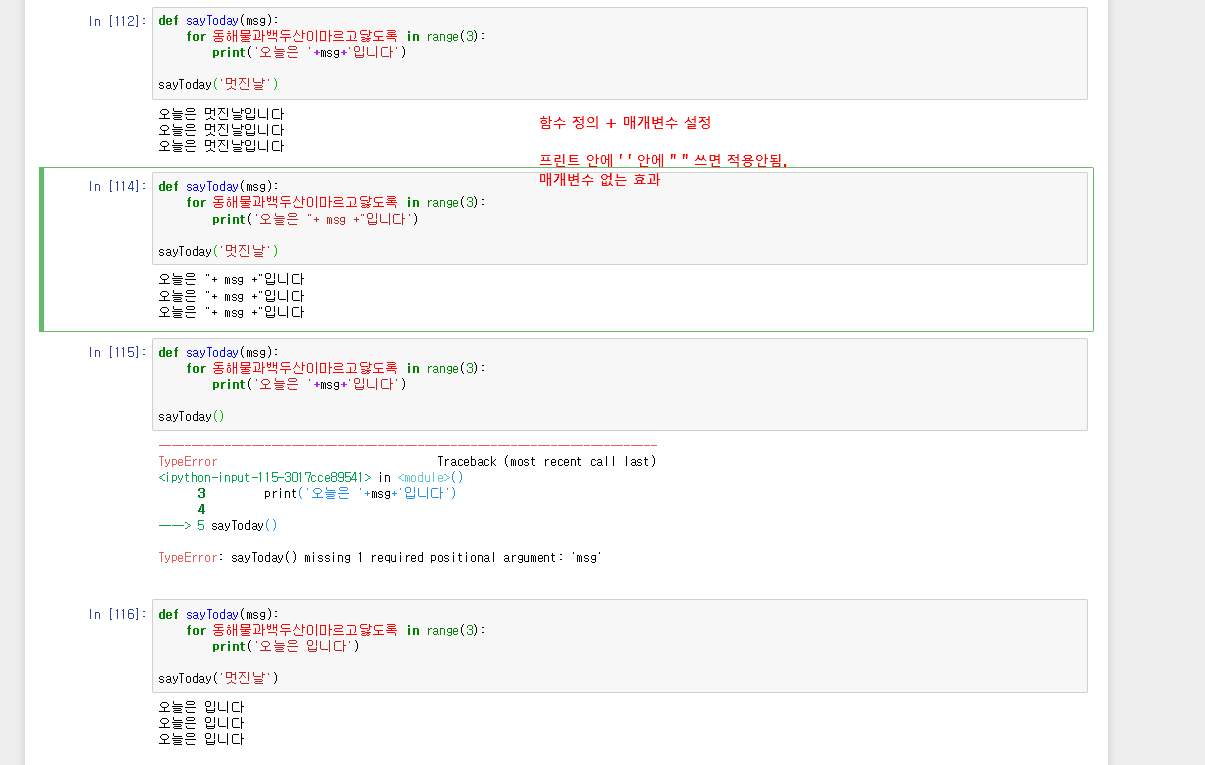 In [112]: def sayToday(msg):
    for 동해물과백두산이마르고닳도록 in range(3):
        print('오늘은 '+msg+'입니다')

sayToday('멋진날')
오늘은 멋진날입니다
오늘은 멋진날입니다
오늘은 멋진날입니다
함수 정의 + 매개변수 설정
프린트 안에 ' ' 안에 " " 쓰면 적용안됨.
매개변수 없는 효과
In [114]: def sayToday(msg):
    for 동해물과백두산이마르고닳도록 in range(3):
        print('오늘은 "+ msg +"입니다')

sayToday('멋진날')
오늘은 "+ msg +"입니다
오늘은 "+ msg +"입니다
오늘은 "+ msg +"입니다
In [115]: def sayToday(msg):
    for 동해물과백두산이마르고닳도록 in range(3):
        print('오늘은 '+msg+'입니다')

sayToday()
---------------------------------------------------------------------------
TypeError                                 Traceback (most recent call last)
<ipython-input-115-3017cce89541> in <module>()
      3         print('오늘은 '+msg+'입니다')
      4
----> 5 sayToday()

TypeError: sayToday() missing 1 required positional argument: 'msg'
In [116]: def sayToday(msg):
    for 동해물과백두산이마르고닳도록 in range(3):
        print('오늘은 입니다')

sayToday('멋진날')
오늘은 입니다
오늘은 입니다
오늘은 입니다